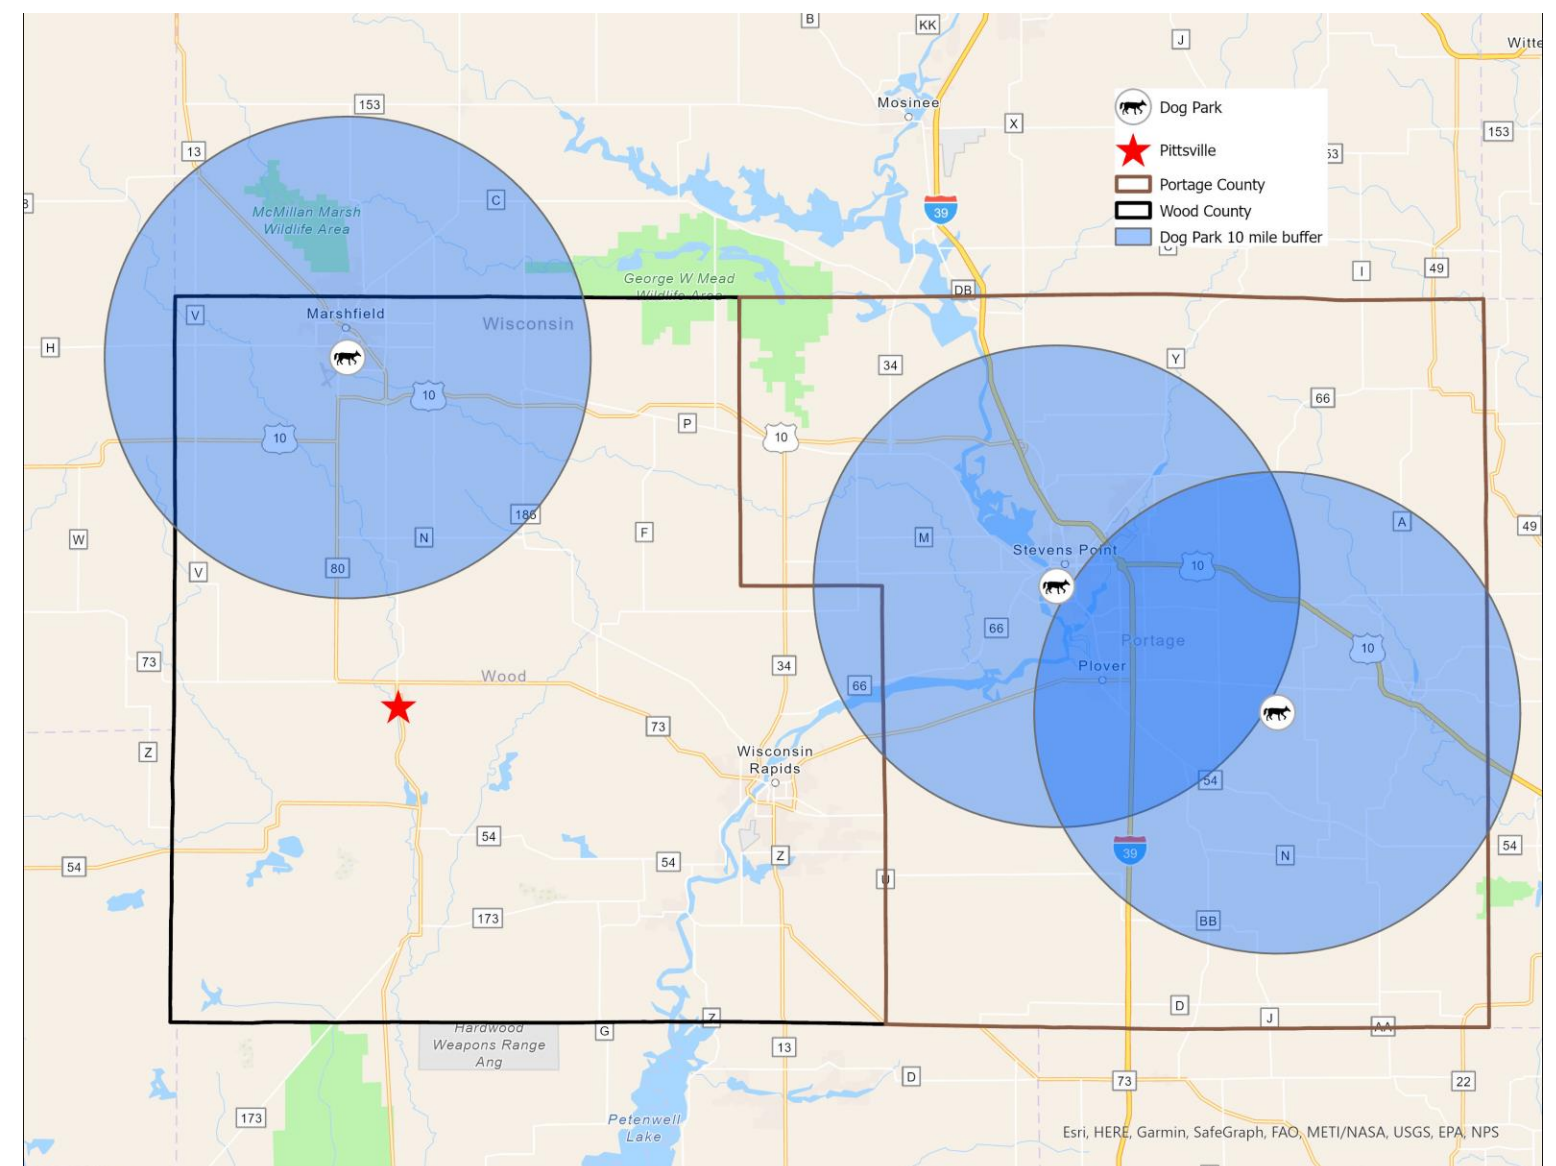 B
KK
J
Witte
153
Mosinee
X
153
53
13
Dog Park
Pittsville
Portage County
Wood County
Dog Park 10 mile buffer
C
39
McMillan Marsh
Wildlife Area
George W Mead
Wildlife Area
I
49
DB
V
Marshfield
Wisconsin
H
34
Y
10
66
P
10
10
186
W
N
F
M
A
49
Stevens Point
V
80
10
66
Portage
73
Wood
34
66
Plover
10
73
Z
Wisconsin
Rapids
54
54
54
54
Z
39
N
54
U
173
BB
D
J
AA
Z
G
Hardwood
Weapons Range
Ang
13
D
73
22
173
Petenwell
Lake
Esri, HERE, Garmin, SafeGraph, FAO, METI/NASA, USGS, EPA, NPS